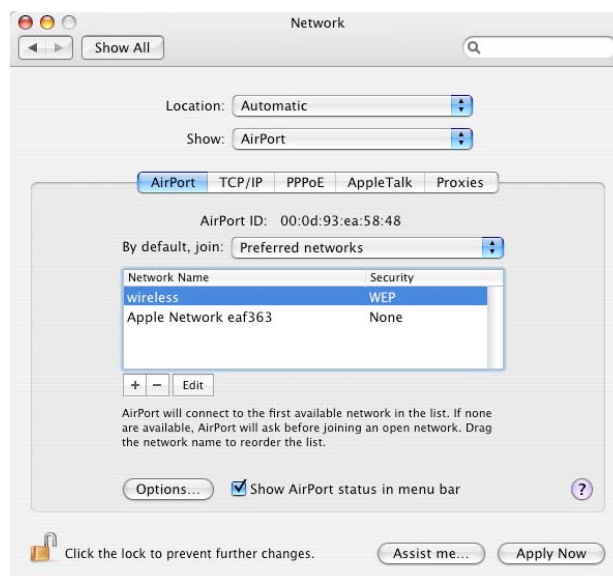 Network
Show All
Location: Automatic
Show: AirPort
AirPort TCP/IP PPPoE AppleTalk Proxies
AirPort ID: 00:0d:93:ea:58:48
By default, join: Preferred networks
Network Name Security
wireless WEP
Apple Network eaf363 None
+ - Edit
AirPort will connect to the first available network in the list. If none
are available, AirPort will ask before joining an open network. Drag
the network name to reorder the list.
Options... Show AirPort status in menu bar ?
Click the lock to prevent further changes. Assist me... Apply Now